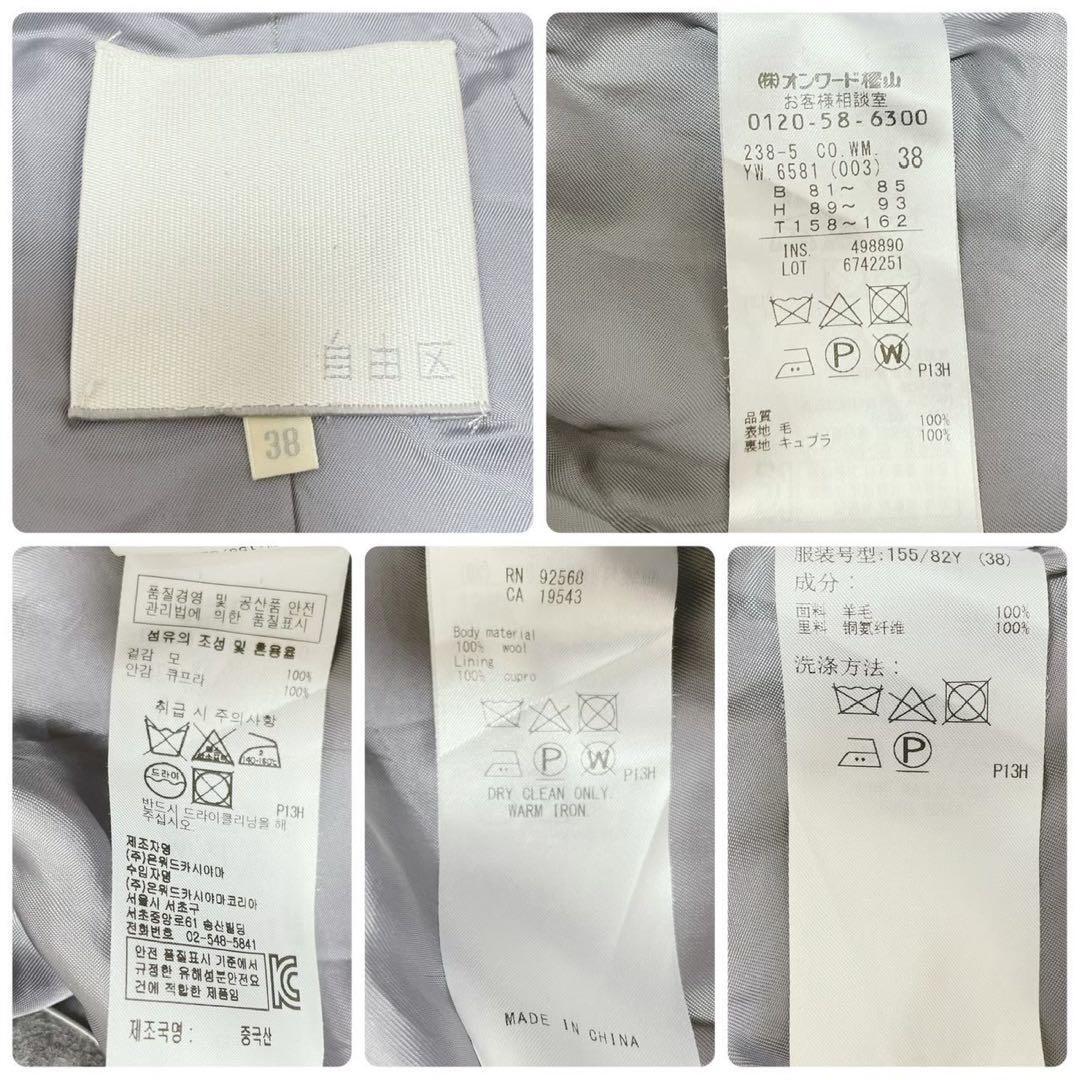 自由区
38
(株)オンワード樫山
お客様相談室
0120-58-6300
238-5 CO.WM. 38
YW.6581 (003)
B 81~ 85
H 89~ 93
T158~162
INS. 498890
LOT 6742251
P W P13H
品質
表地 毛 100%
裏地 キュプラ 100%
품질경영 및 공산품 안전
관리법에 의한 품질표시
섬유의 조성 및 혼용율
겉감 모 100%
안감 큐프라 100%
취급 시 주의사항
140-160℃
드라이
P13H
반드시 드라이클리닝을 해
주십시오.
제조자명
(주)온워드카시야마
수입자명
(주)온워드카시야마코리아
서울시 서초구
서초중앙로61 송산빌딩
전화번호 02-548-5841
안전 품질표시 기준에서
규정한 유해성분안전요
건에 적합한 제품임
제조국명: 중국산
RN 92568
CA 19543
Body material
100% wool
Lining
100% cupro
P W P13H
DRY CLEAN ONLY.
WARM IRON.
MADE IN CHINA
服装号型:155/82Y (38)
成分:
面料 羊毛 100%
里料 铜氨纤维 100%
洗涤方法:
P P13H